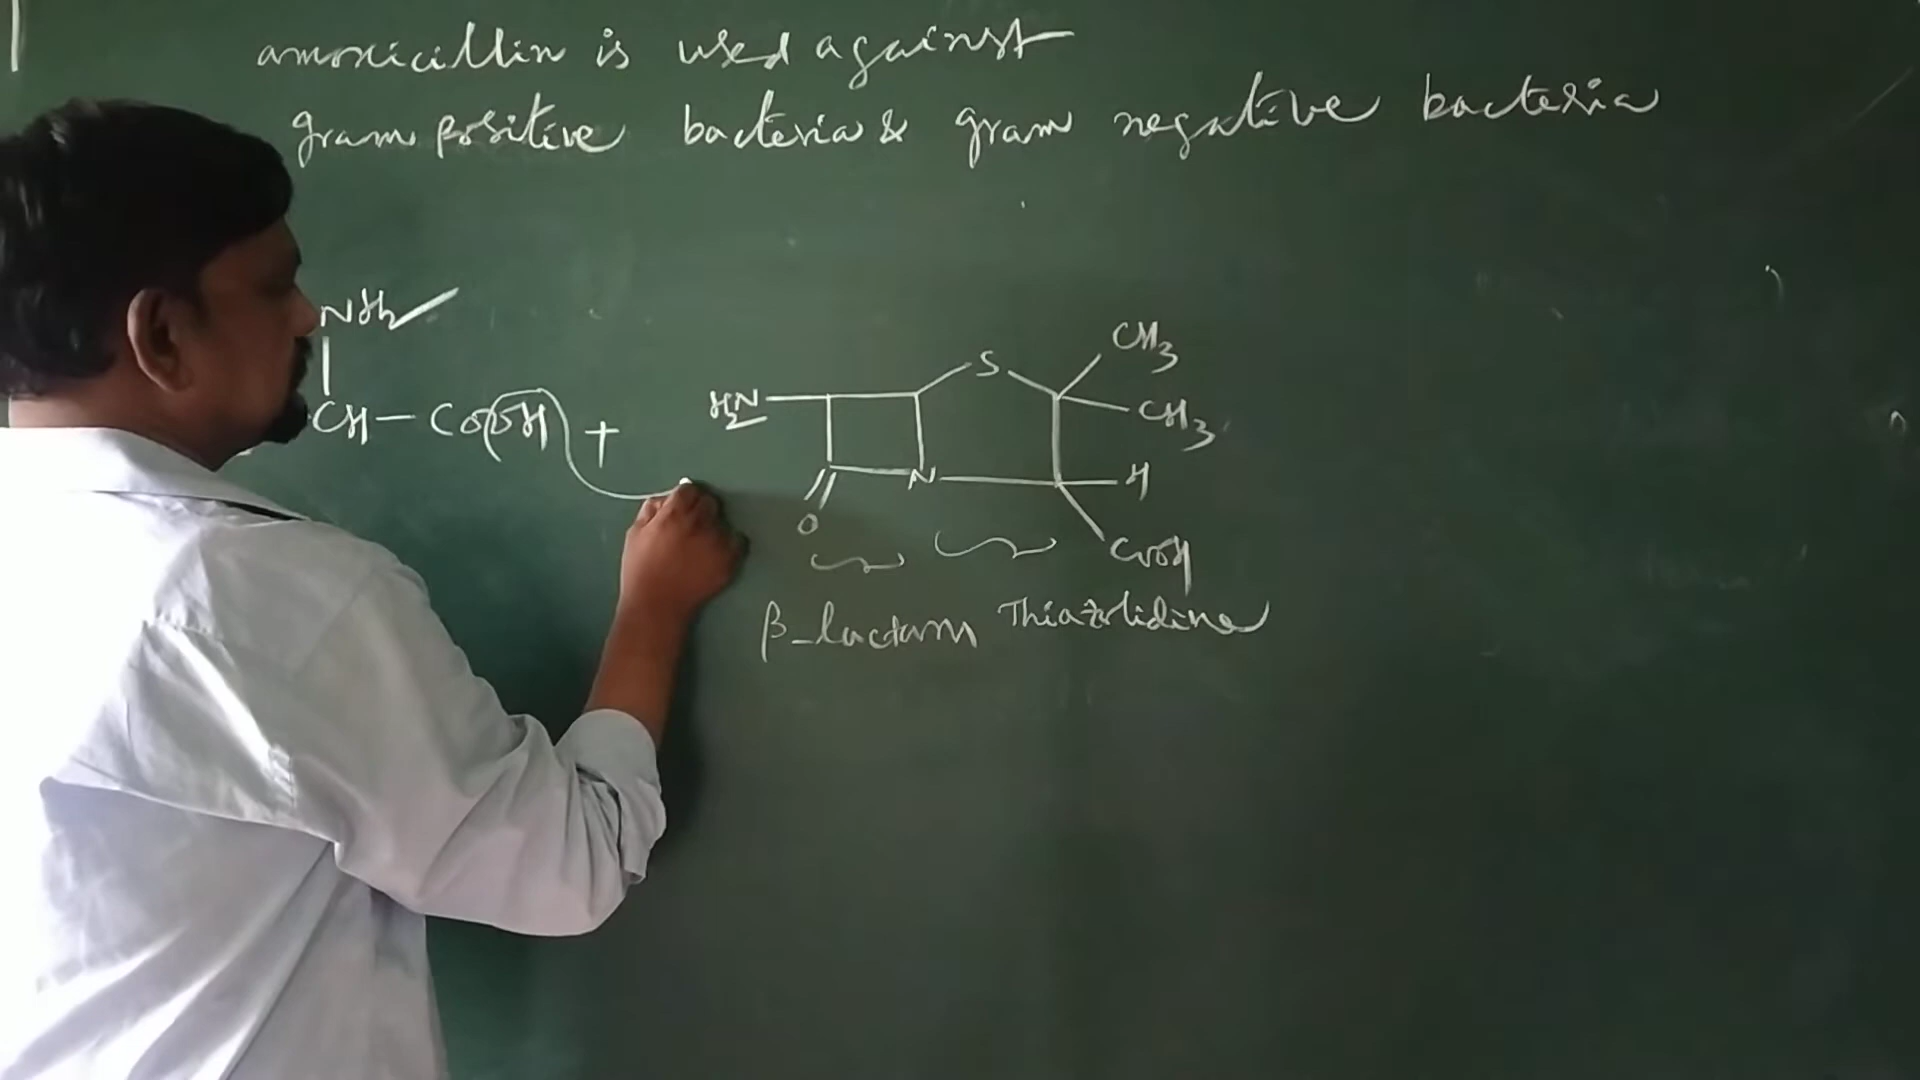 amoxicillin is used against
gram positive bacteria & gram negative bacteria
NH2
CH-COOH +
H2N
S
CH3
CH3
N
H
O
COOH
β-lactam Thiazolidine